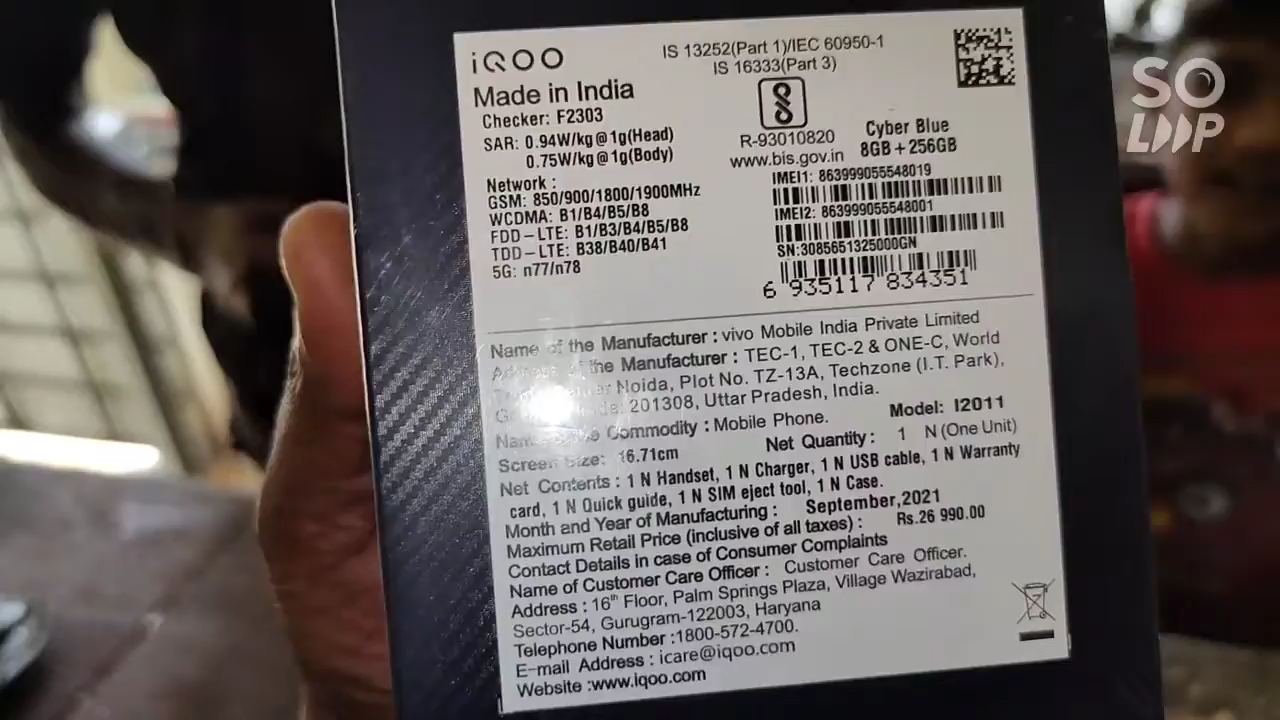 iQOO
IS 13252(Part 1)/IEC 60950-1
IS 16333(Part 3)
Made in India
Checker: F2303
SAR: 0.94W/kg@1g(Head)
0.75W/kg@1g(Body)
R-93010820
www.bis.gov.in
Cyber Blue
8GB+256GB
Network :
GSM: 850/900/1800/1900MHz
WCDMA: B1/B4/B5/B8
FDD-LTE: B1/B3/B4/B5/B8
TDD-LTE: B38/B40/B41
5G: n77/n78
IMEI1: 863999055548019
IMEI2: 863999055548001
SN:3085651325000GN
6 935117 834351
Name of the Manufacturer : vivo Mobile India Private Limited
the Manufacturer : TEC-1, TEC-2 & ONE-C, World
Noida, Plot No. TZ-13A, Techzone (I.T. Park),
201308, Uttar Pradesh, India.
Commodity : Mobile Phone.
Model: I2011
Screen Size: 16.71cm
Net Quantity: 1 N (One Unit)
Net Contents : 1 N Handset, 1 N Charger, 1 N USB cable, 1 N Warranty
card, 1 N Quick guide, 1 N SIM eject tool, 1 N Case.
Month and Year of Manufacturing : September,2021
Maximum Retail Price (inclusive of all taxes) : Rs.26 990.00
Contact Details in case of Consumer Complaints
Name of Customer Care Officer : Customer Care Officer.
Address : 16th Floor, Palm Springs Plaza, Village Wazirabad,
Sector-54, Gurugram-122003, Haryana
Telephone Number :1800-572-4700.
E-mail Address : icare@iqoo.com
Website :www.iqoo.com
SO
LP